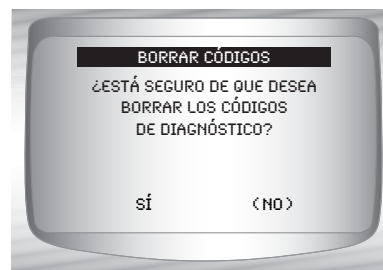 BORRAR CÓDIGOS
¿ESTÁ SEGURO DE QUE DESEA
BORRAR LOS CÓDIGOS
DE DIAGNÓSTICO?
SÍ (NO)